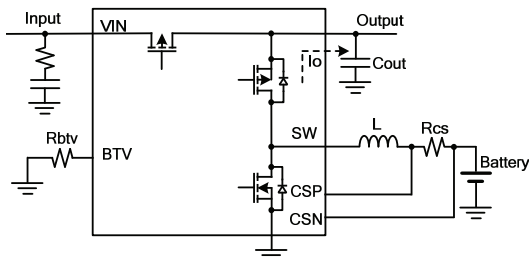 Input
VIN
Output
Io
Cout
SW
L
Rcs
Rbtv
BTV
Battery
CSP
CSN